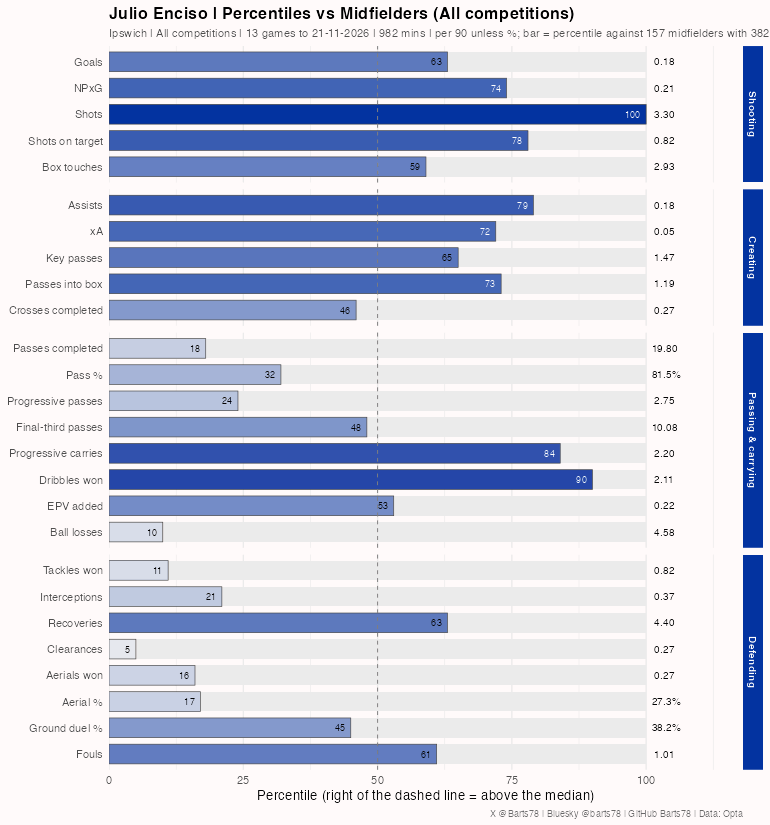 Julio Enciso | Percentiles vs Midfielders (All competitions)
Ipswich | All competitions | 13 games to 21-11-2026 | 982 mins | per 90 unless %; bar = percentile against 157 midfielders with 382
Goals 63 0.18
NPxG 74 0.21
Shots 100 3.30
Shots on target 78 0.82
Box touches 59 2.93
Shooting
Assists 79 0.18
xA 72 0.05
Key passes 65 1.47
Passes into box 73 1.19
Crosses completed 46 0.27
Creating
Passes completed 18 19.80
Pass % 32 81.5%
Progressive passes 24 2.75
Final-third passes 48 10.08
Progressive carries 84 2.20
Dribbles won 90 2.11
EPV added 53 0.22
Ball losses 10 4.58
Passing & carrying
Tackles won 11 0.82
Interceptions 21 0.37
Recoveries 63 4.40
Clearances 5 0.27
Aerials won 16 0.27
Aerial % 17 27.3%
Ground duel % 45 38.2%
Fouls 61 1.01
Defending
0 25 50 75 100
Percentile (right of the dashed line = above the median)
X @Barts78 | Bluesky @barts78 | GitHub Barts78 | Data: Opta